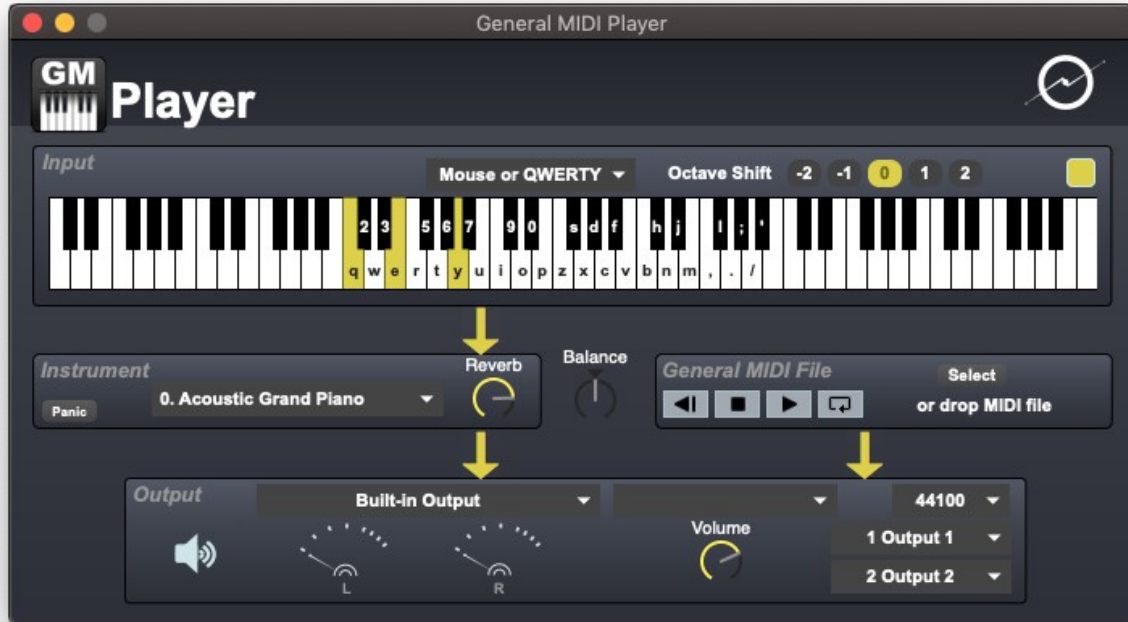 General MIDI Player
GM
Player
Input
Mouse or QWERTY
Octave Shift -2 -1 0 1 2
2 3 5 6 7 9 0 s d f h j l ; '
q w e r t y u i o p z x c v b n m , . /
Instrument
Reverb
Panic
0. Acoustic Grand Piano
Balance
General MIDI File
Select
or drop MIDI file
Output
Built-in Output
44100
Volume
1 Output 1
2 Output 2
L R